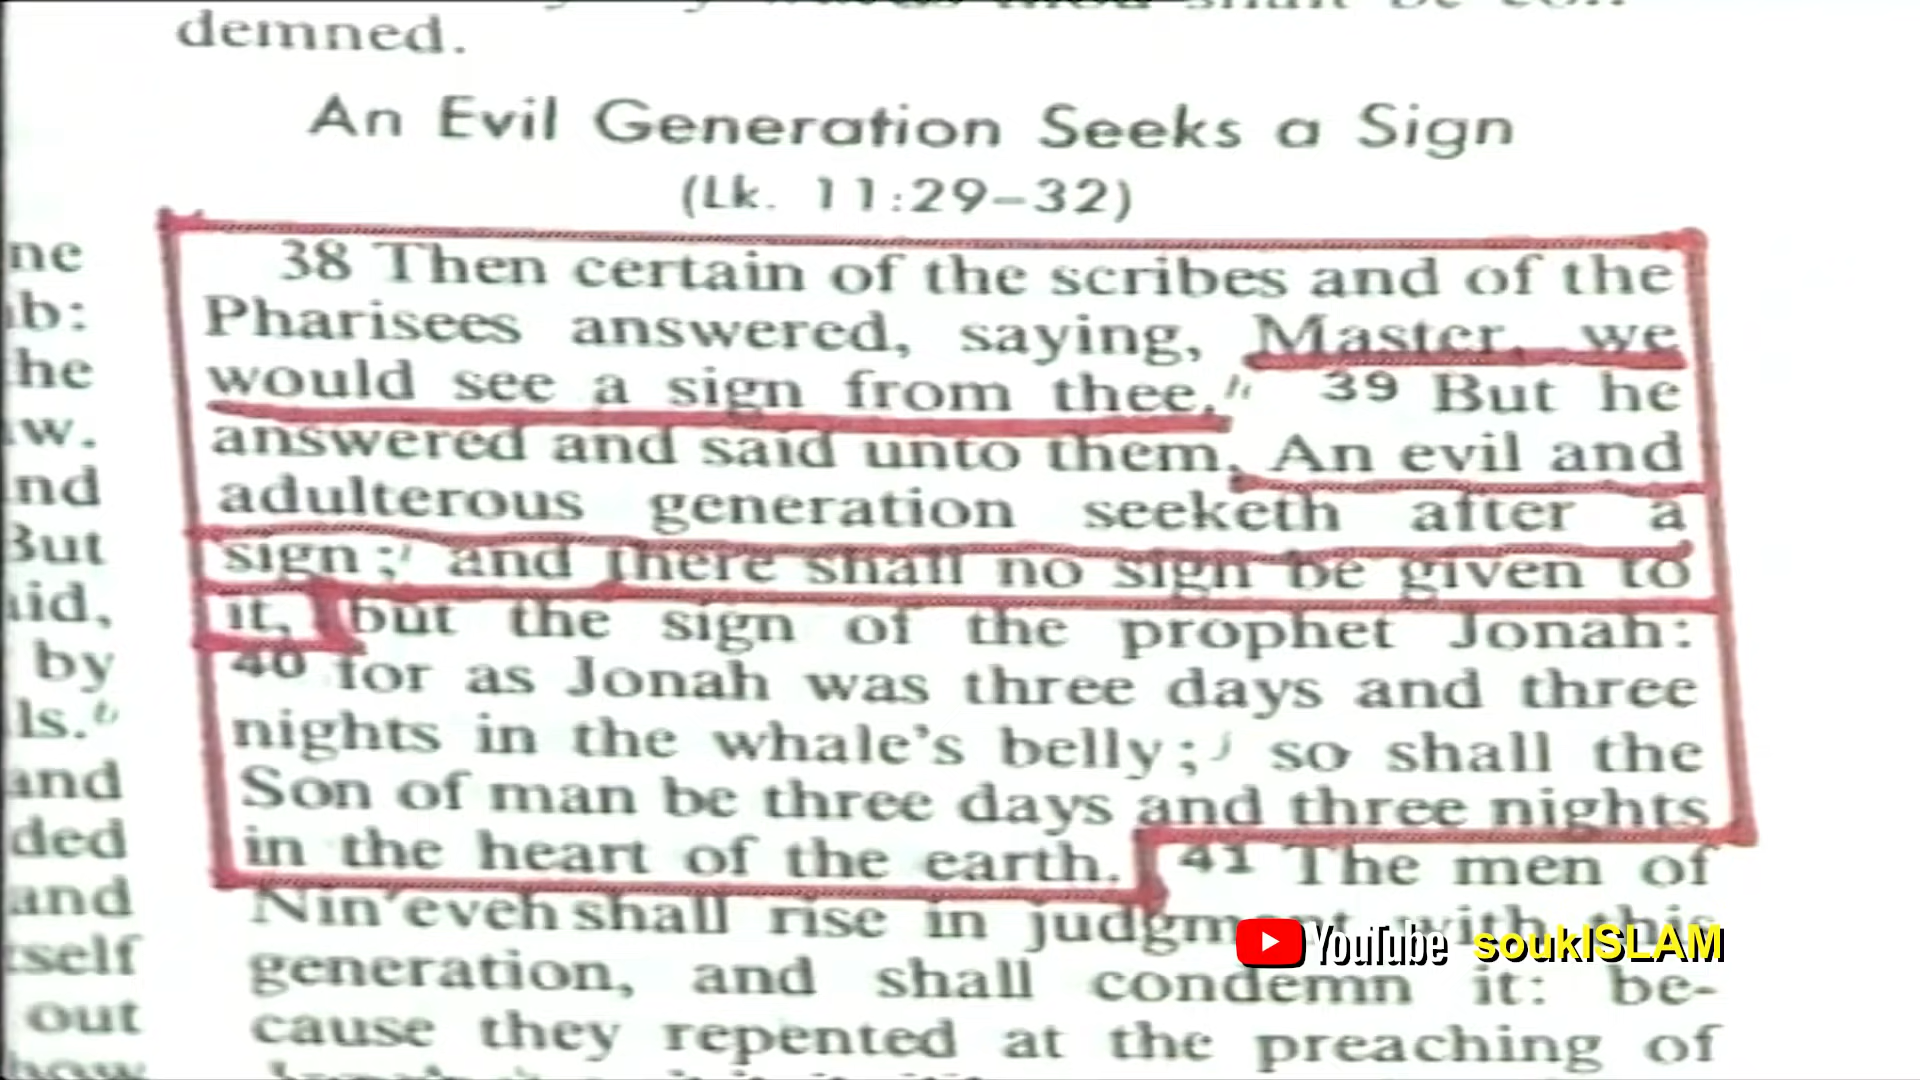 demned.
An Evil Generation Seeks a Sign
(Lk. 11:29–32)
38 Then certain of the scribes and of the
Pharisees answered, saying, Master, we
would see a sign from thee.ʰ 39 But he
answered and said unto them, An evil and
adulterous generation seeketh after a
sign;ⁱ and there shall no sign be given to
it, but the sign of the prophet Jonah:
40 for as Jonah was three days and three
nights in the whale's belly;ʲ so shall the
Son of man be three days and three nights
in the heart of the earth. 41 The men of
Nin'eveh shall rise in judgment with this
generation, and shall condemn it: be-
cause they repented at the preaching of
ne
b:
he
w.
nd
But
aid,
by
ls.
and
ded
and
tself
out
how
YouTube soukISLAM